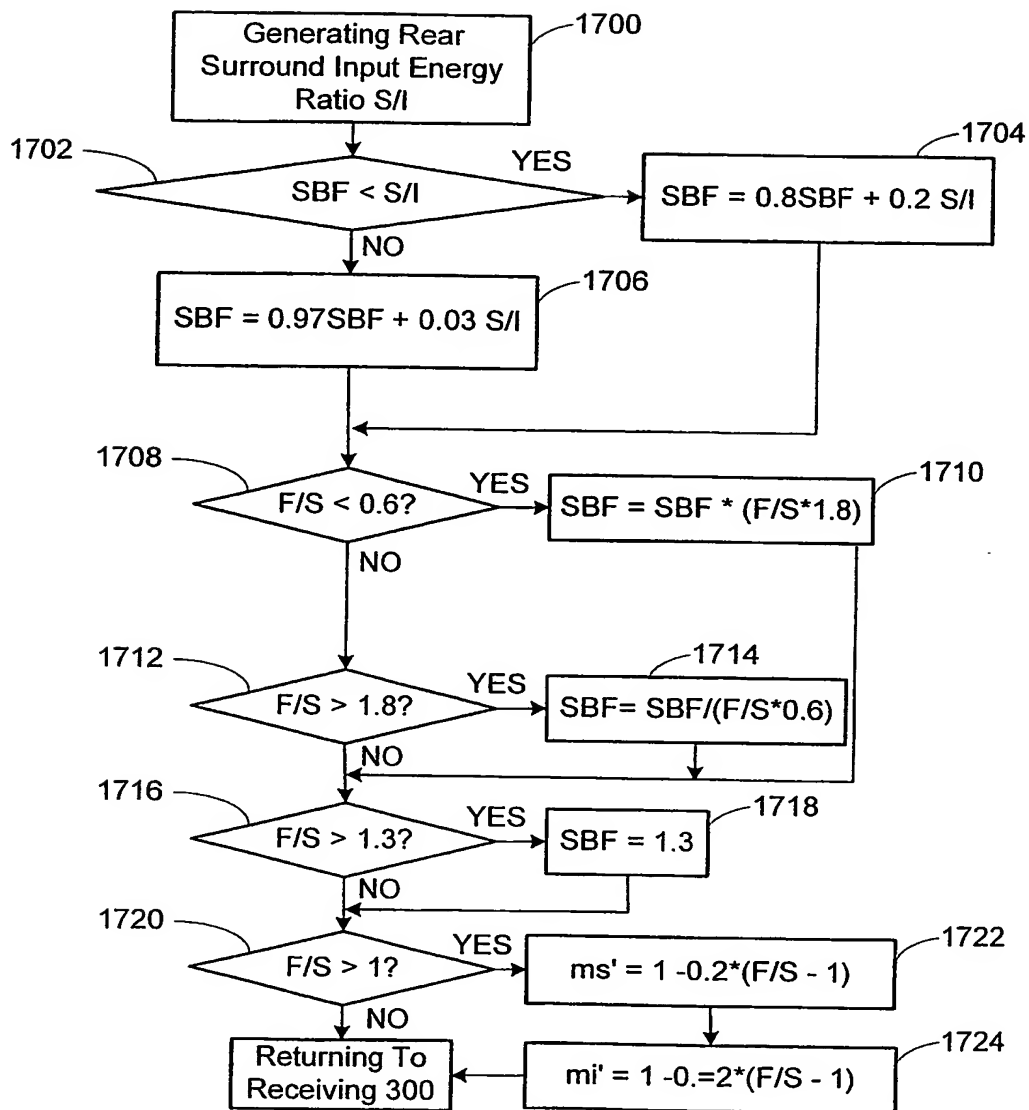 1700
Generating Rear
Surround Input Energy
Ratio S/I
1702
SBF < S/I
YES
1704
SBF = 0.8SBF + 0.2 S/I
NO
1706
SBF = 0.97SBF + 0.03 S/I
1708
F/S < 0.6?
YES
1710
SBF = SBF * (F/S*1.8)
NO
1712
F/S > 1.8?
YES
1714
SBF= SBF/(F/S*0.6)
NO
1716
F/S > 1.3?
YES
1718
SBF = 1.3
NO
1720
F/S > 1?
YES
1722
ms' = 1 -0.2*(F/S - 1)
NO
1724
Returning To
Receiving 300
mi' = 1 -0.=2*(F/S - 1)